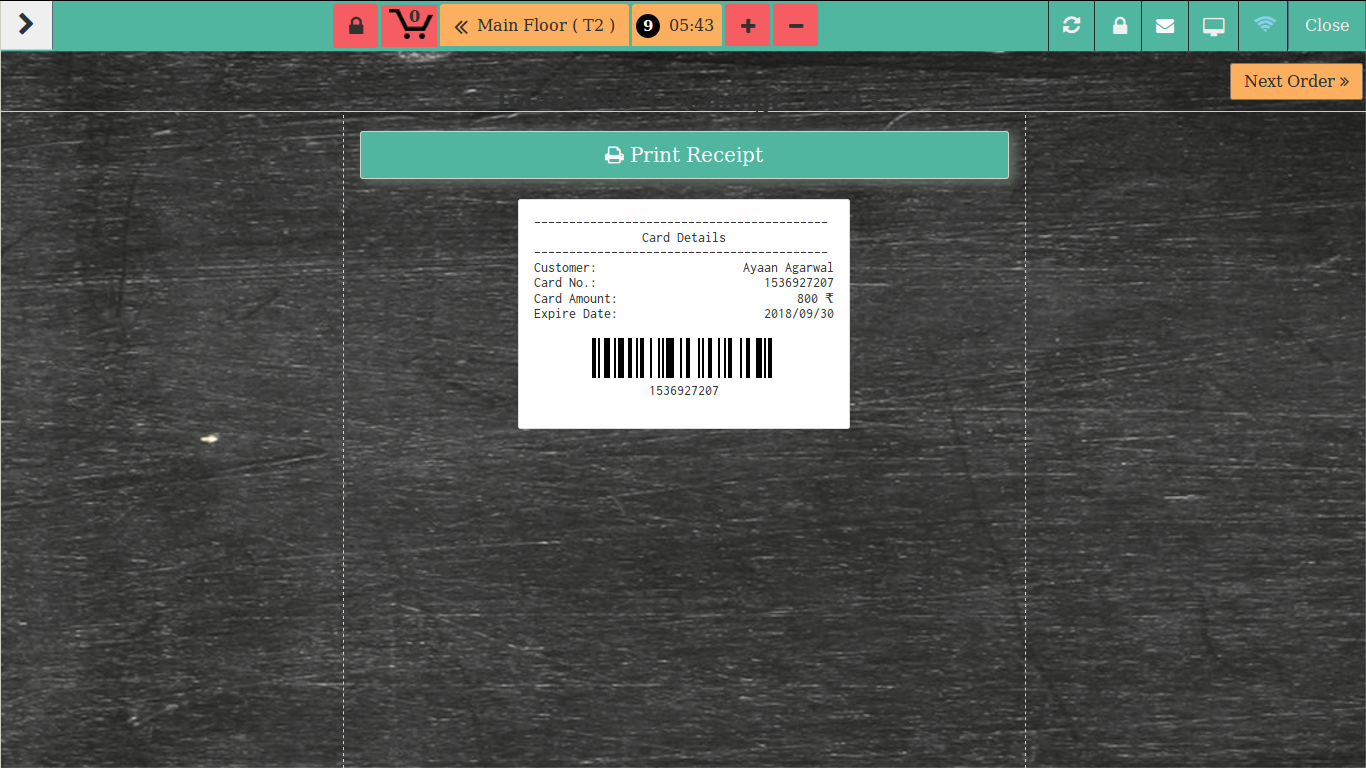 0
Main Floor ( T2 )
9 05:43
Close
Next Order
Print Receipt
------------------------------------------
Card Details
------------------------------------------
Customer: Ayaan Agarwal
Card No.: 1536927207
Card Amount: 800 ₹
Expire Date: 2018/09/30
1536927207